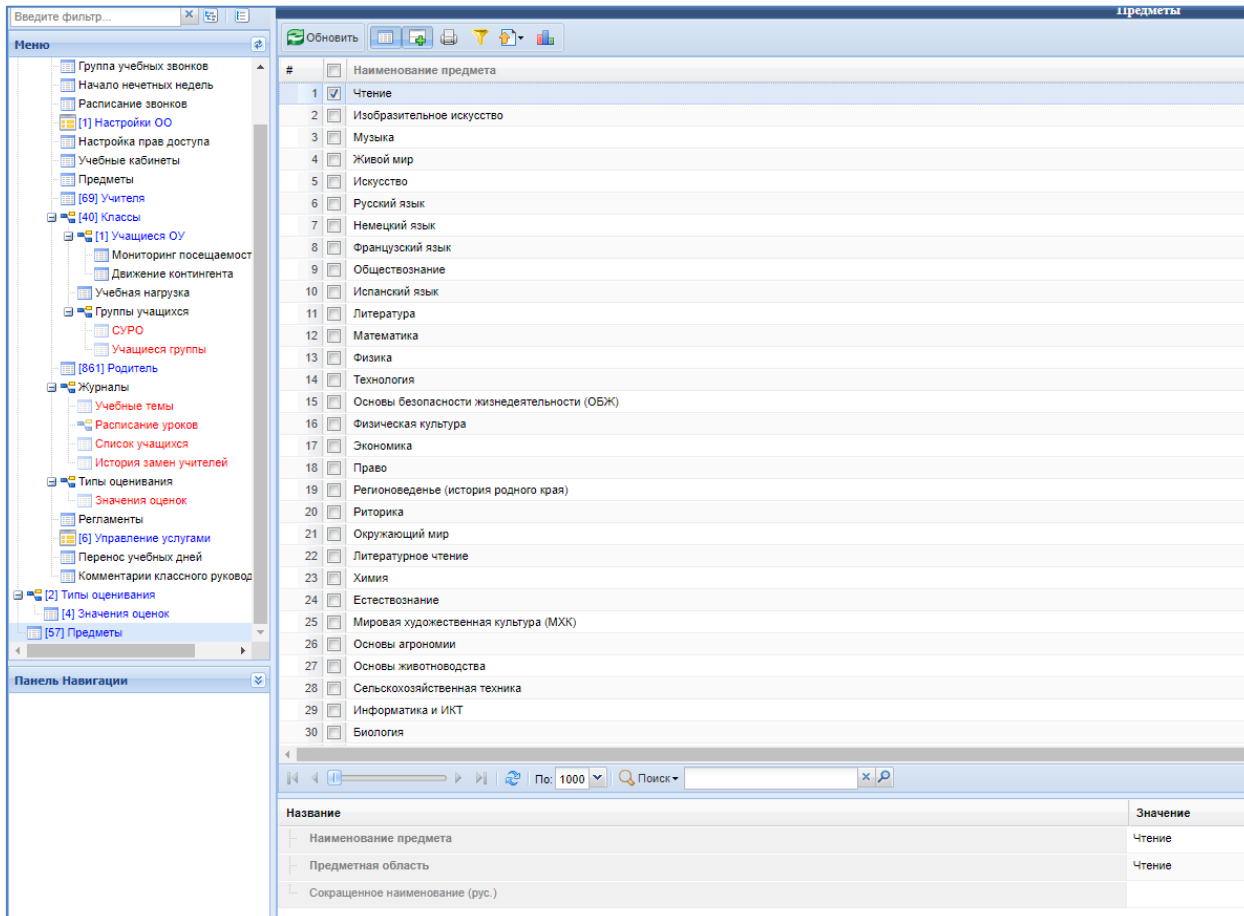 Введите фильтр...
Меню
Группа учебных звонков
Начало нечетных недель
Расписание звонков
[1] Настройки ОО
Настройка прав доступа
Учебные кабинеты
Предметы
[69] Учителя
[40] Классы
[1] Учащиеся ОУ
Мониторинг посещаемост
Движение контингента
Учебная нагрузка
Группы учащихся
СУРО
Учащиеся группы
[861] Родитель
Журналы
Учебные темы
Расписание уроков
Список учащихся
История замен учителей
Типы оценивания
Значения оценок
Регламенты
[6] Управление услугами
Перенос учебных дней
Комментарии классного руковод
[2] Типы оценивания
[4] Значения оценок
[57] Предметы
Панель Навигации
Предметы
Обновить
# Наименование предмета
1 Чтение
2 Изобразительное искусство
3 Музыка
4 Живой мир
5 Искусство
6 Русский язык
7 Немецкий язык
8 Французский язык
9 Обществознание
10 Испанский язык
11 Литература
12 Математика
13 Физика
14 Технология
15 Основы безопасности жизнедеятельности (ОБЖ)
16 Физическая культура
17 Экономика
18 Право
19 Регионоведенье (история родного края)
20 Риторика
21 Окружающий мир
22 Литературное чтение
23 Химия
24 Естествознание
25 Мировая художественная культура (МХК)
26 Основы агрономии
27 Основы животноводства
28 Сельскохозяйственная техника
29 Информатика и ИКТ
30 Биология
По: 1000 Поиск
Название Значение
Наименование предмета Чтение
Предметная область Чтение
Сокращенное наименование (рус.)